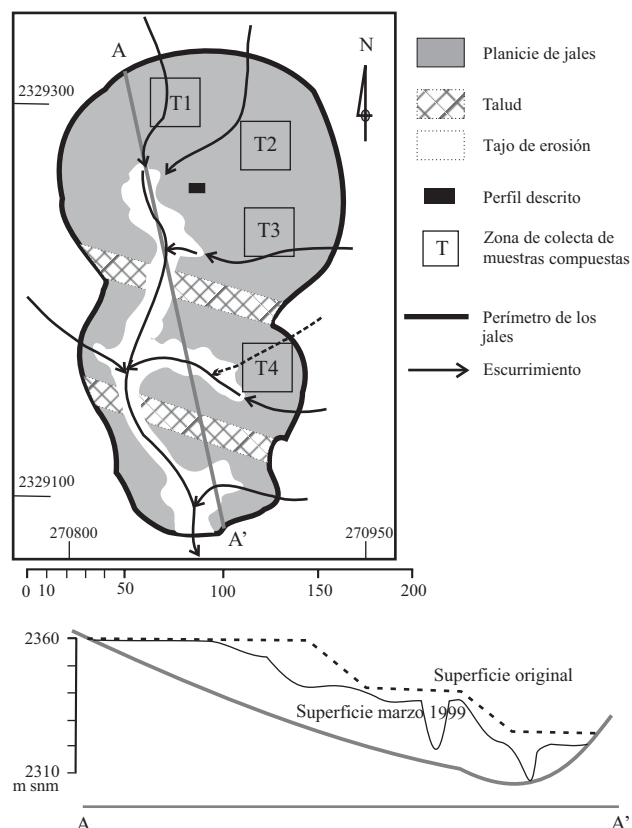 A
N
2329300
T1
T2
T3
T4
2329100
270800
A'
270950
Planicie de jales
Talud
Tajo de erosión
Perfil descrito
T
Zona de colecta de
muestras compuestas
Perímetro de los
jales
Escurrimiento
0 10 50 100 150 200
2360
Superficie original
Superficie marzo 1999
2310
m snm
A A'